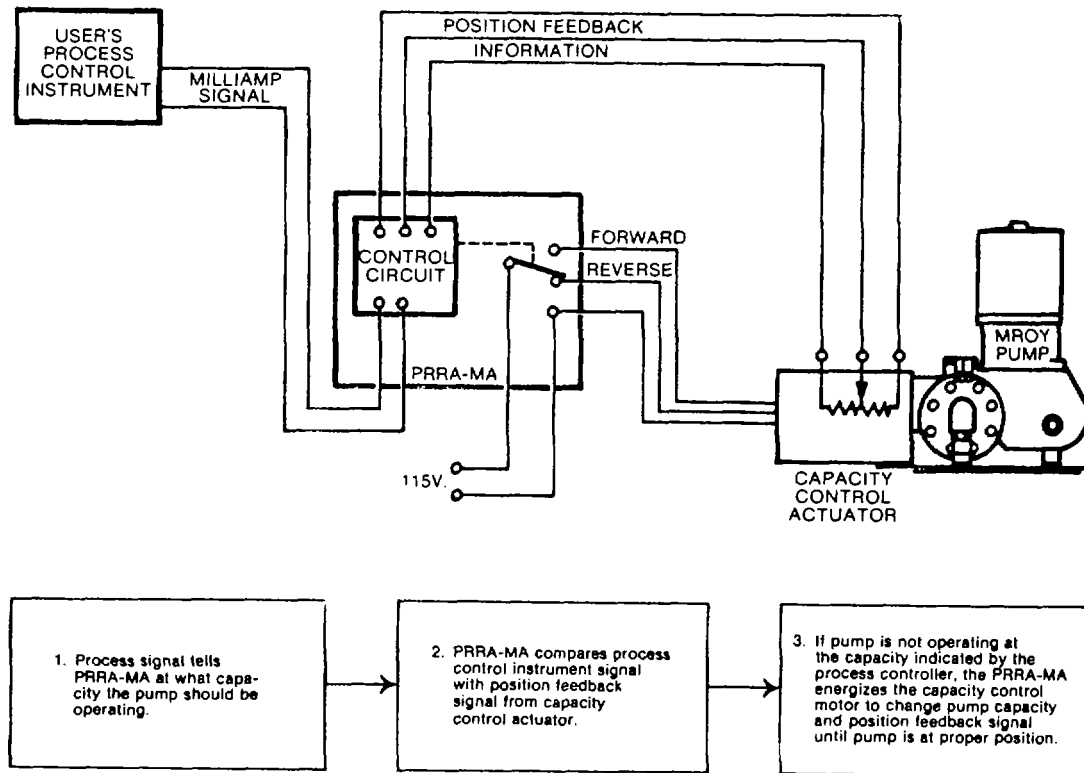 USER'S
PROCESS
CONTROL
INSTRUMENT
MILLIAMP
SIGNAL
POSITION FEEDBACK
INFORMATION
CONTROL
CIRCUIT
PRRA-MA
FORWARD
REVERSE
115V.
MROY
PUMP
CAPACITY
CONTROL
ACTUATOR
1. Process signal tells
PRRA-MA at what capa-
city the pump should be
operating.
2. PRRA-MA compares process
control instrument signal
with position feedback
signal from capacity
control actuator.
3. If pump is not operating at
the capacity indicated by the
process controller, the PRRA-MA
energizes the capacity control
motor to change pump capacity
and position feedback signal
until pump is at proper position.